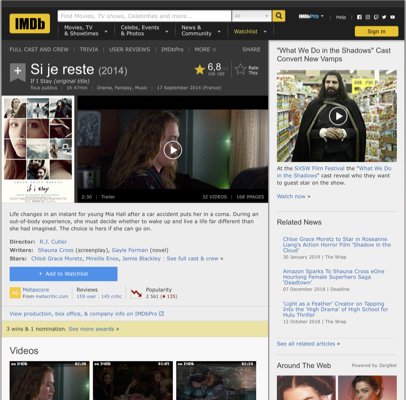 IMDb
Find Movies, TV shows, Celebrities and more...
All
IMDbPro
Help
Movies, TV & Showtimes
Celebs, Events & Photos
News & Community
Watchlist
Sign in
FULL CAST AND CREW | TRIVIA | USER REVIEWS | IMDbPro | MORE
SHARE
Si je reste (2014)
If I Stay (original title)
Tous publics | 1h 47min | Drama, Fantasy, Music | 17 September 2014 (France)
6,8
Rate This
if i stay
2:30 | Trailer
32 VIDEOS | 108 IMAGES
Life changes in an instant for young Mia Hall after a car accident puts her in a coma. During an
out-of-body experience, she must decide whether to wake up and live a life far different than
she had imagined. The choice is hers if she can go on.
Director: R.J. Cutler
Writers: Shauna Cross (screenplay), Gayle Forman (novel)
Stars: Chloë Grace Moretz, Mireille Enos, Jamie Blackley | See full cast & crew »
+ Add to Watchlist
Metascore
From metacritic.com
Reviews
159 user | 145 critic
Popularity
2 561
View production, box office, & company info on IMDbPro
3 wins & 1 nomination. See more awards »
Videos
"What We Do in the Shadows" Cast
Convert New Vamps
At the SXSW Film Festival the "What We Do
in the Shadows" cast reveal who they want
to guest star on the show.
Watch now »
Related News
Chloë Grace Moretz to Star in Roseanne
Liang's Action Horror Film 'Shadow in the
Cloud'
30 January 2019 | The Wrap
Amazon Sparks To Shauna Cross eOne
Hourlong Female Superhero Saga
'Deadtown'
07 December 2018 | Deadline
'Light as a Feather' Creator on Tapping
Into the 'High Drama' of High School for
Hulu Thriller
12 October 2018 | The Wrap
See all related articles »
Around The Web
Powered by ZergNet